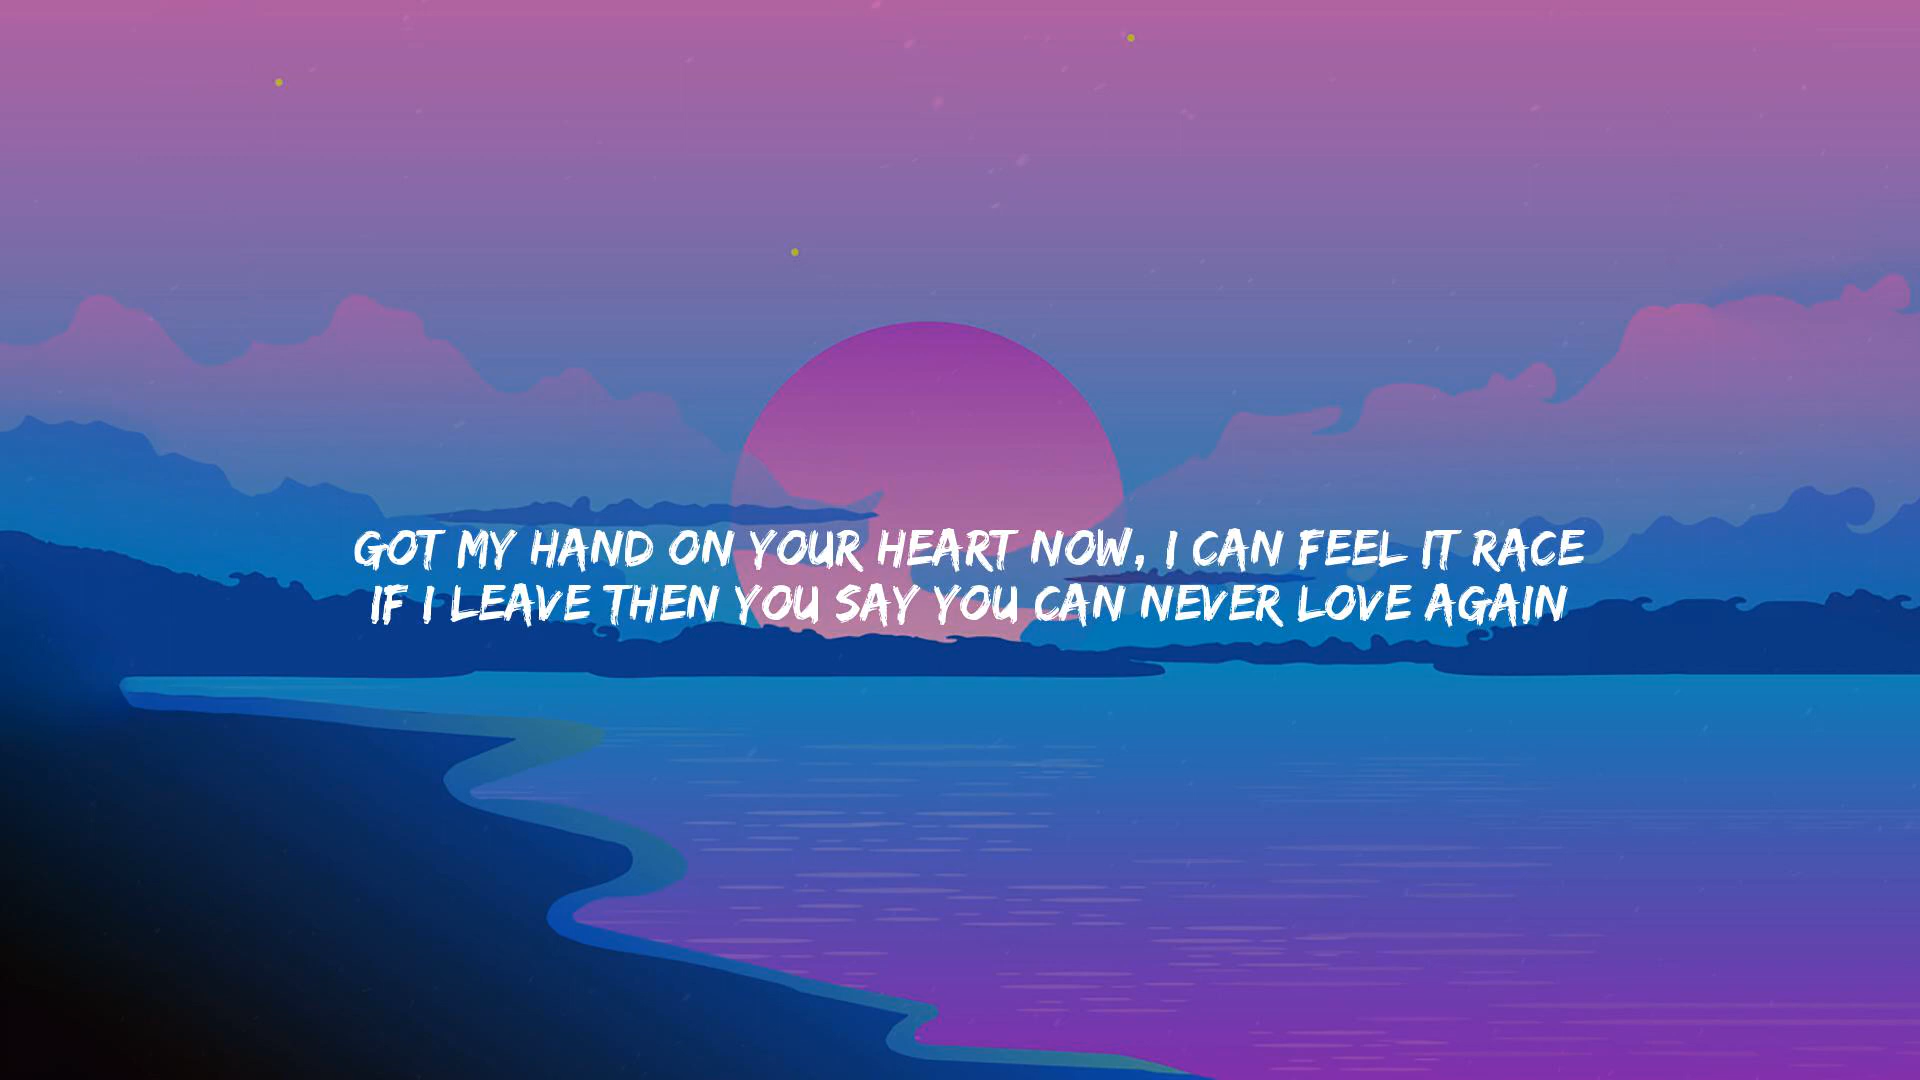 GOT MY HAND ON YOUR HEART NOW, I CAN FEEL IT RACE
IF I LEAVE THEN YOU SAY YOU CAN NEVER LOVE AGAIN